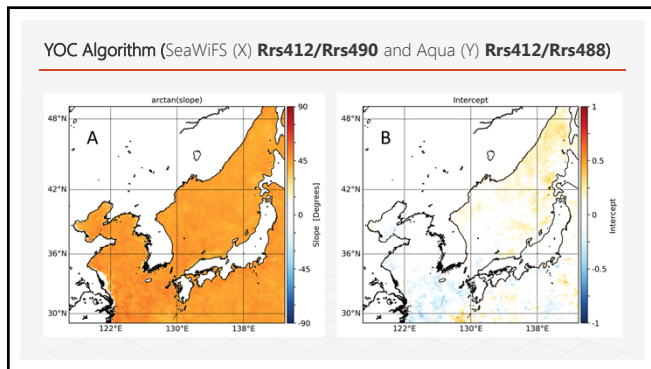 YOC Algorithm (SeaWiFS (X) Rrs412/Rrs490 and Aqua (Y) Rrs412/Rrs488)
arctan(slope)
A
48°N
42°N
36°N
30°N
122°E 130°E 138°E
90
45
0
-45
-90
Slope [Degrees]
Intercept
B
48°N
42°N
36°N
30°N
122°E 130°E 138°E
1
0.5
0
-0.5
-1
Intercept